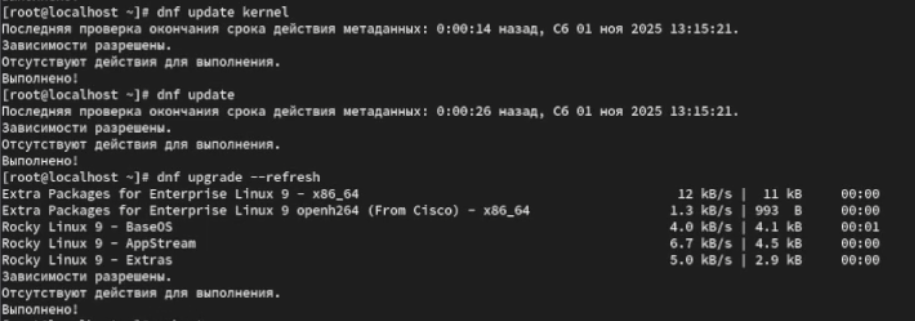 [root@localhost ~]# dnf update kernel
Последняя проверка окончания срока действия метаданных: 0:00:14 назад, Сб 01 ноя 2025 13:15:21.
Зависимости разрешены.
Отсутствуют действия для выполнения.
Выполнено!
[root@localhost ~]# dnf update
Последняя проверка окончания срока действия метаданных: 0:00:26 назад, Сб 01 ноя 2025 13:15:21.
Зависимости разрешены.
Отсутствуют действия для выполнения.
Выполнено!
[root@localhost ~]# dnf upgrade --refresh
Extra Packages for Enterprise Linux 9 - x86_64 12 kB/s | 11 kB 00:00
Extra Packages for Enterprise Linux 9 openh264 (From Cisco) - x86_64 1.3 kB/s | 993 B 00:00
Rocky Linux 9 - BaseOS 4.0 kB/s | 4.1 kB 00:01
Rocky Linux 9 - AppStream 6.7 kB/s | 4.5 kB 00:00
Rocky Linux 9 - Extras 5.0 kB/s | 2.9 kB 00:00
Зависимости разрешены.
Отсутствуют действия для выполнения.
Выполнено!